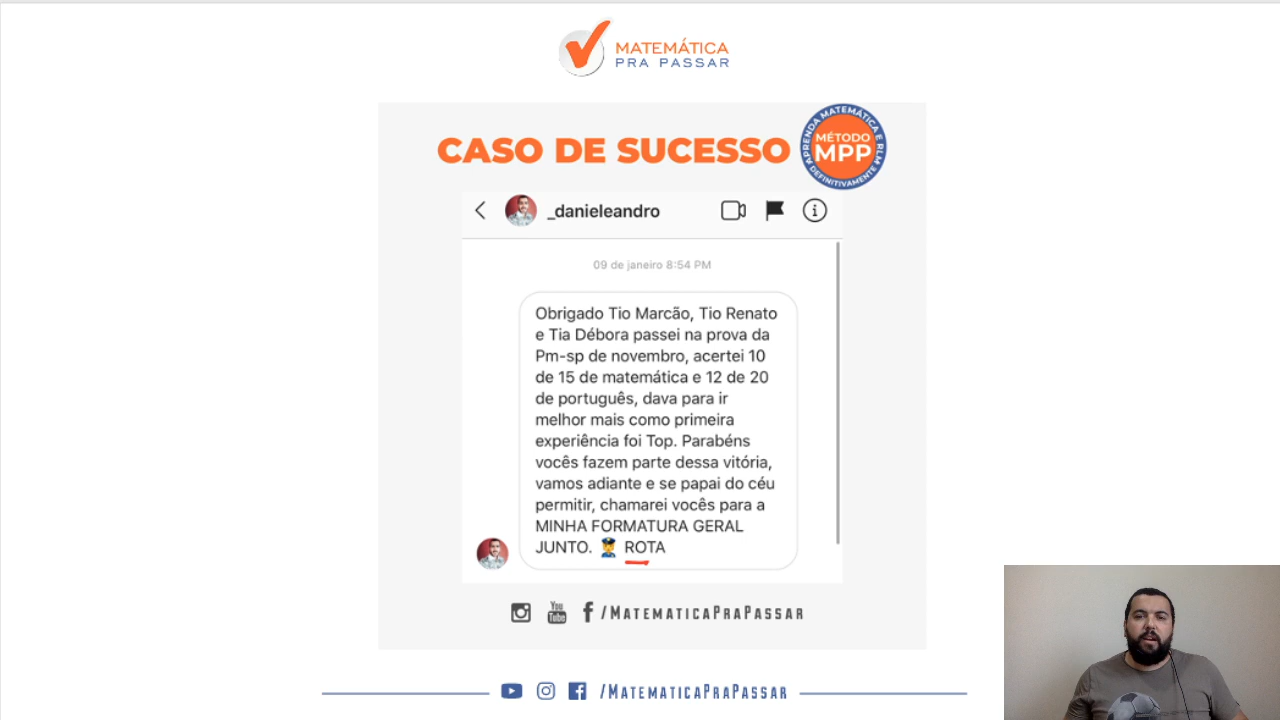 MATEMÁTICA
PRA PASSAR
CASO DE SUCESSO
APRENDA MATEMÁTICA E RLM
MÉTODO
MPP
DEFINITIVAMENTE
_danieleandro
09 de janeiro 8:54 PM
Obrigado Tio Marcão, Tio Renato
e Tia Débora passei na prova da
Pm-sp de novembro, acertei 10
de 15 de matemática e 12 de 20
de português, dava para ir
melhor mais como primeira
experiência foi Top. Parabéns
vocês fazem parte dessa vitória,
vamos adiante e se papai do céu
permitir, chamarei vocês para a
MINHA FORMATURA GERAL
JUNTO. 👮 ROTA
You Tube /MATEMATICAPRAPASSAR
/MATEMATICAPRAPASSAR